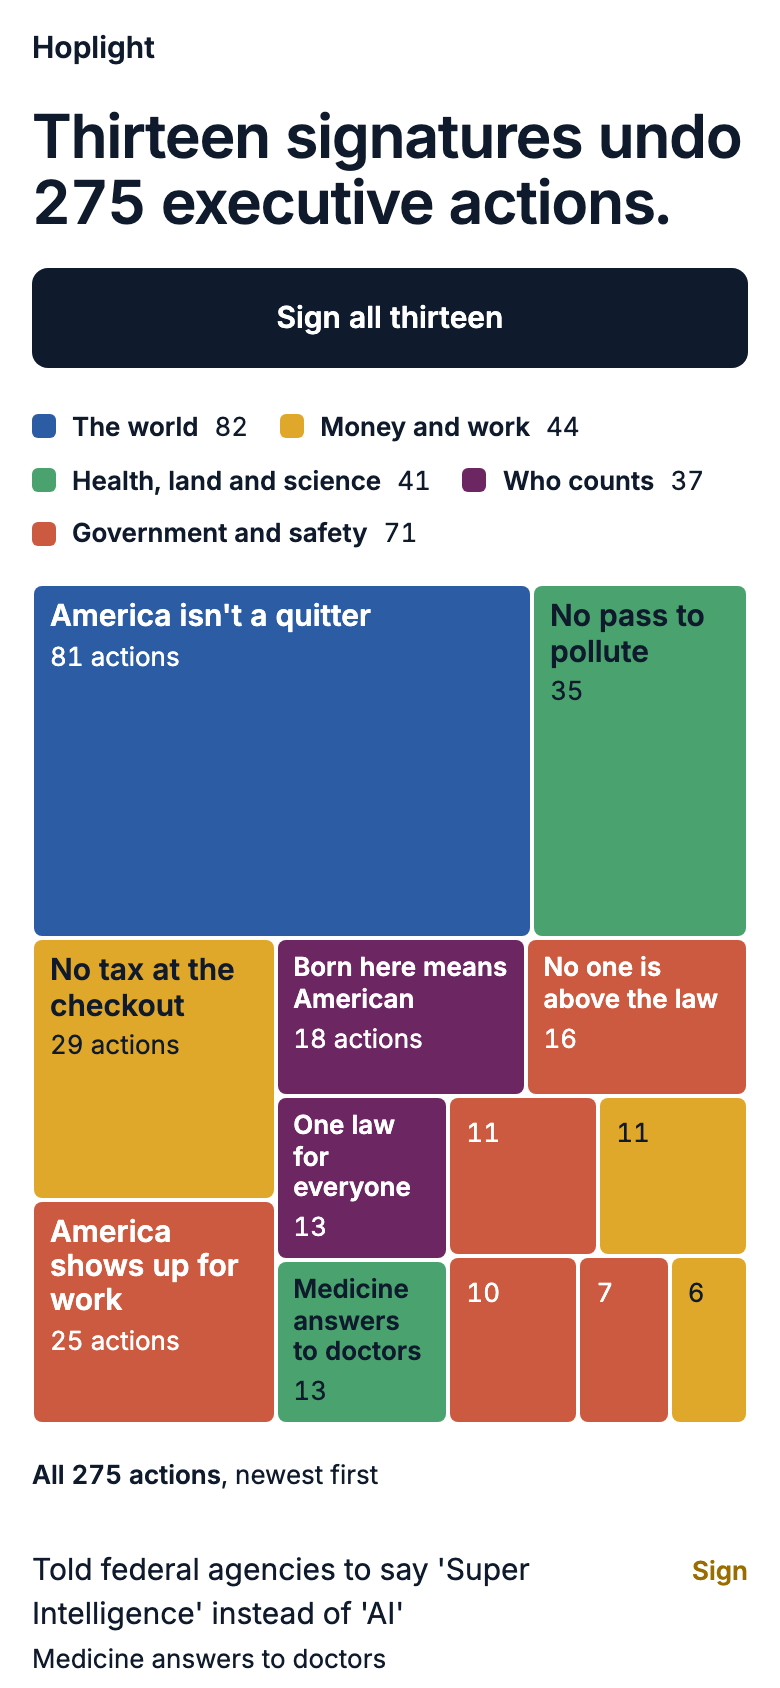 Hoplight
Thirteen signatures undo
275 executive actions.
Sign all thirteen
The world 82
Money and work 44
Health, land and science 41
Who counts 37
Government and safety 71
America isn't a quitter
81 actions
No pass to
pollute
35
No tax at the
checkout
29 actions
Born here means
American
18 actions
No one is
above the law
16
One law
for
everyone
13
11
11
America
shows up for
work
25 actions
Medicine
answers
to doctors
13
10
7
6
All 275 actions, newest first
Told federal agencies to say 'Super
Intelligence' instead of 'AI'
Sign
Medicine answers to doctors